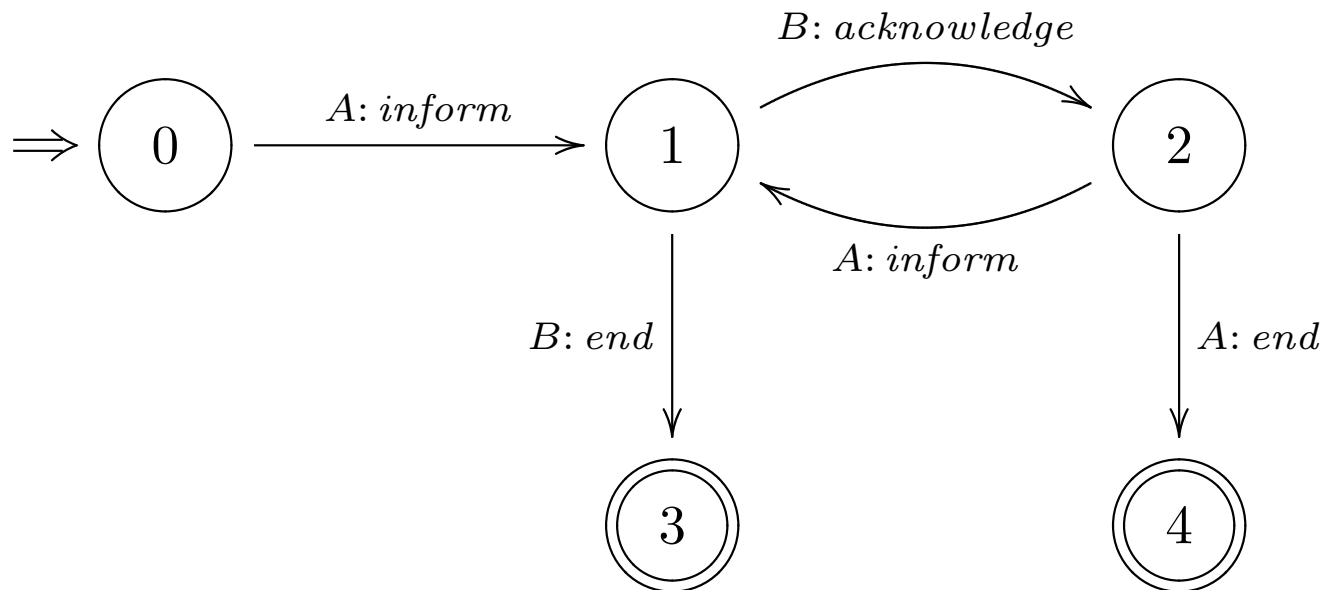 B: acknowledge
A: inform
0
1
2
A: inform
B: end
A: end
3
4